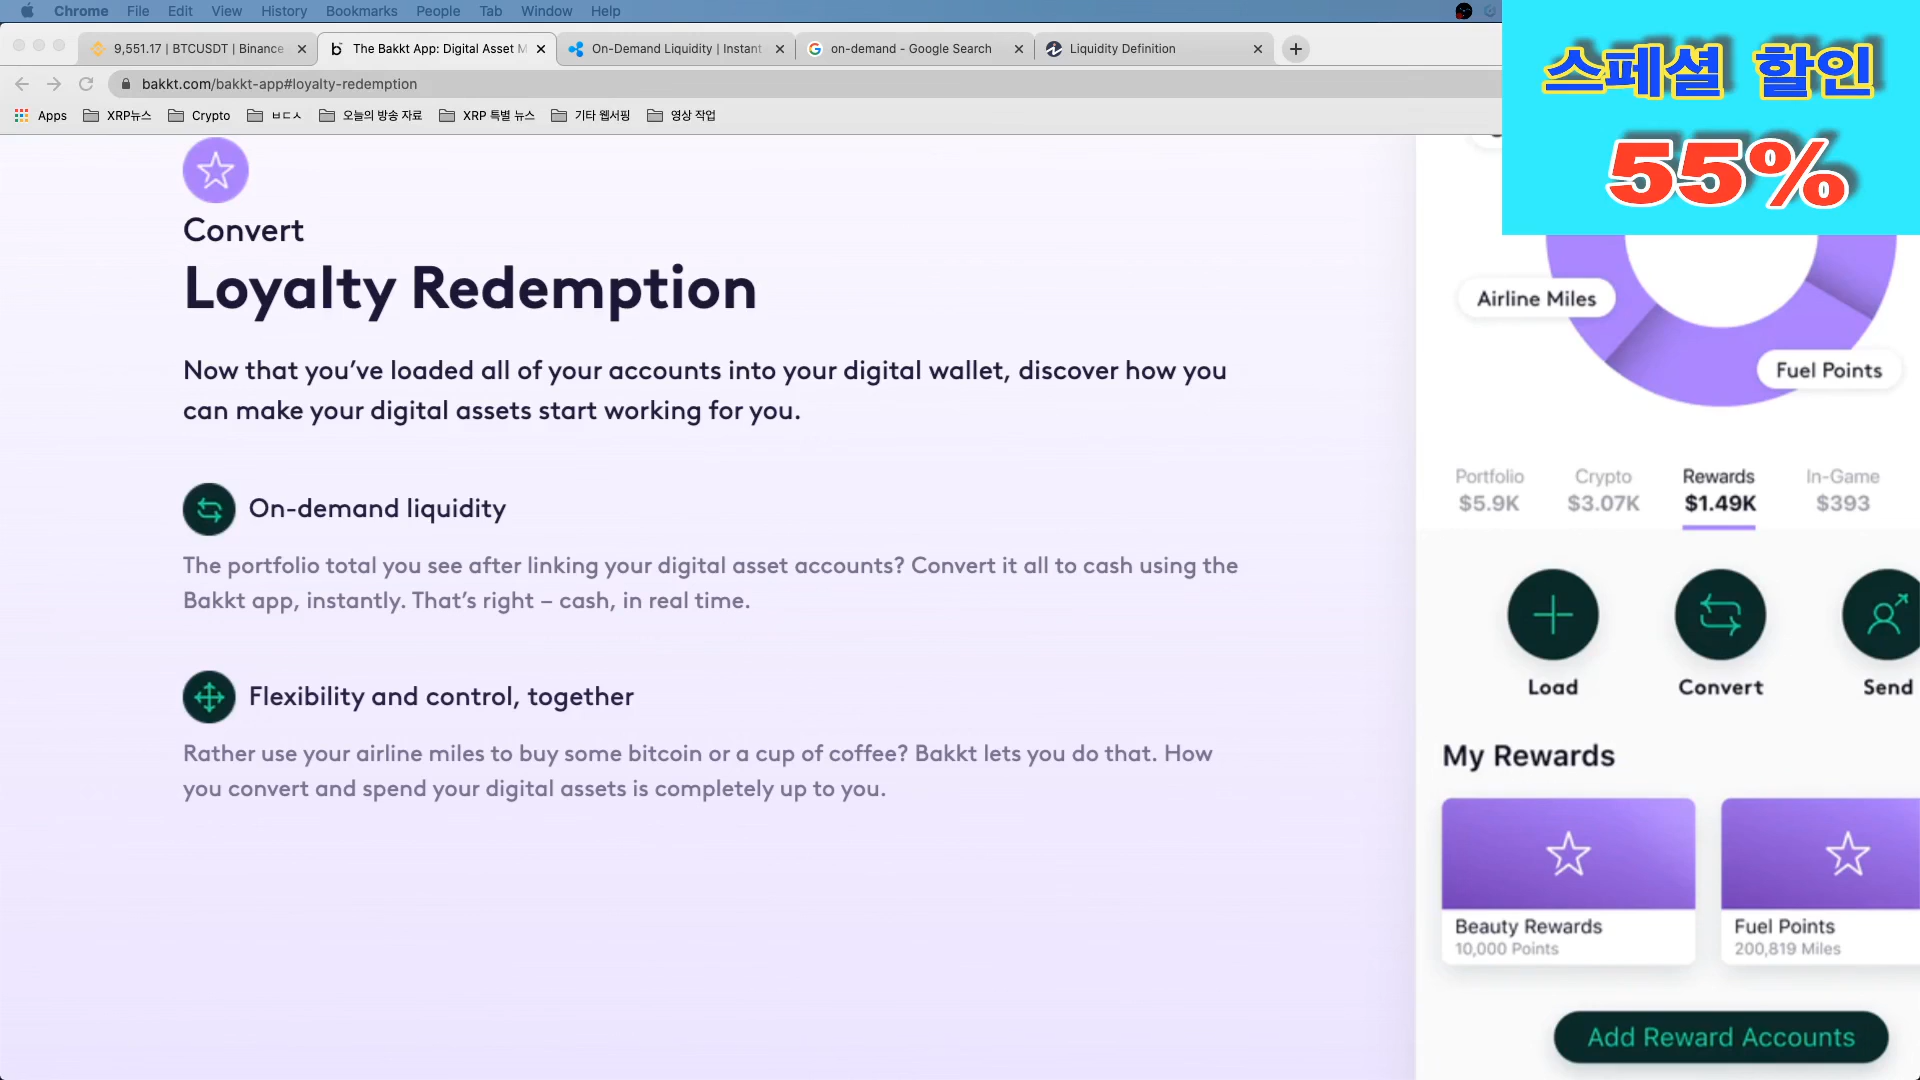 Chrome File Edit View History Bookmarks People Tab Window Help
9,551.17 | BTCUSDT | Binance
The Bakkt App: Digital Asset M
On-Demand Liquidity | Instant
on-demand - Google Search
Liquidity Definition
bakkt.com/bakkt-app#loyalty-redemption
Apps XRP뉴스 Crypto ㅂㄷㅅ 오늘의 방송 자료 XRP 특별 뉴스 기타 웹서핑 영상 작업
스페셜 할인
55%
Convert
Loyalty Redemption
Now that you’ve loaded all of your accounts into your digital wallet, discover how you
can make your digital assets start working for you.
On-demand liquidity
The portfolio total you see after linking your digital asset accounts? Convert it all to cash using the
Bakkt app, instantly. That’s right – cash, in real time.
Flexibility and control, together
Rather use your airline miles to buy some bitcoin or a cup of coffee? Bakkt lets you do that. How
you convert and spend your digital assets is completely up to you.
Airline Miles
Fuel Points
Portfolio Crypto Rewards In-Game
$5.9K $3.07K $1.49K $393
Load Convert Send
My Rewards
Beauty Rewards
10,000 Points
Fuel Points
200,819 Miles
Add Reward Accounts